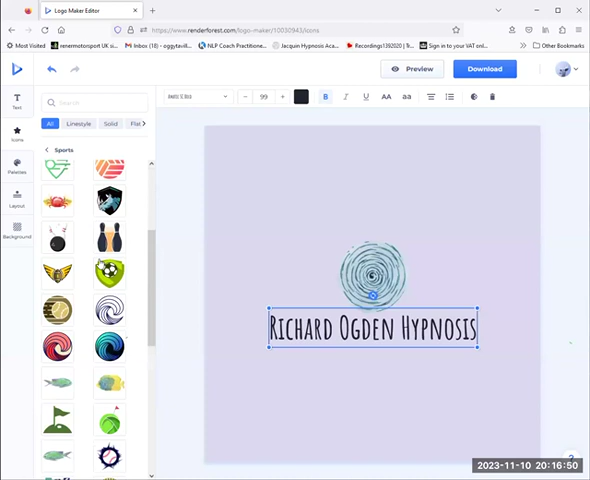 Logo Maker Editor
https://www.renderforest.com/logo-maker/10030943/icons
Most Visited
renermotorsport UK si...
Inbox (18) - oggytavill...
NLP Coach Practitione...
Jacquin Hypnosis Aca...
Recordings1392020 | Tr...
Sign in to your VAT onl...
Other Bookmarks
Preview
Download
Text
Icons
Palettes
Layout
Background
Search
All
Linestyle
Solid
Flat
Sports
99
B
I
U
AA
aa
Richard Ogden Hypnosis
2023-11-10 20:16:50